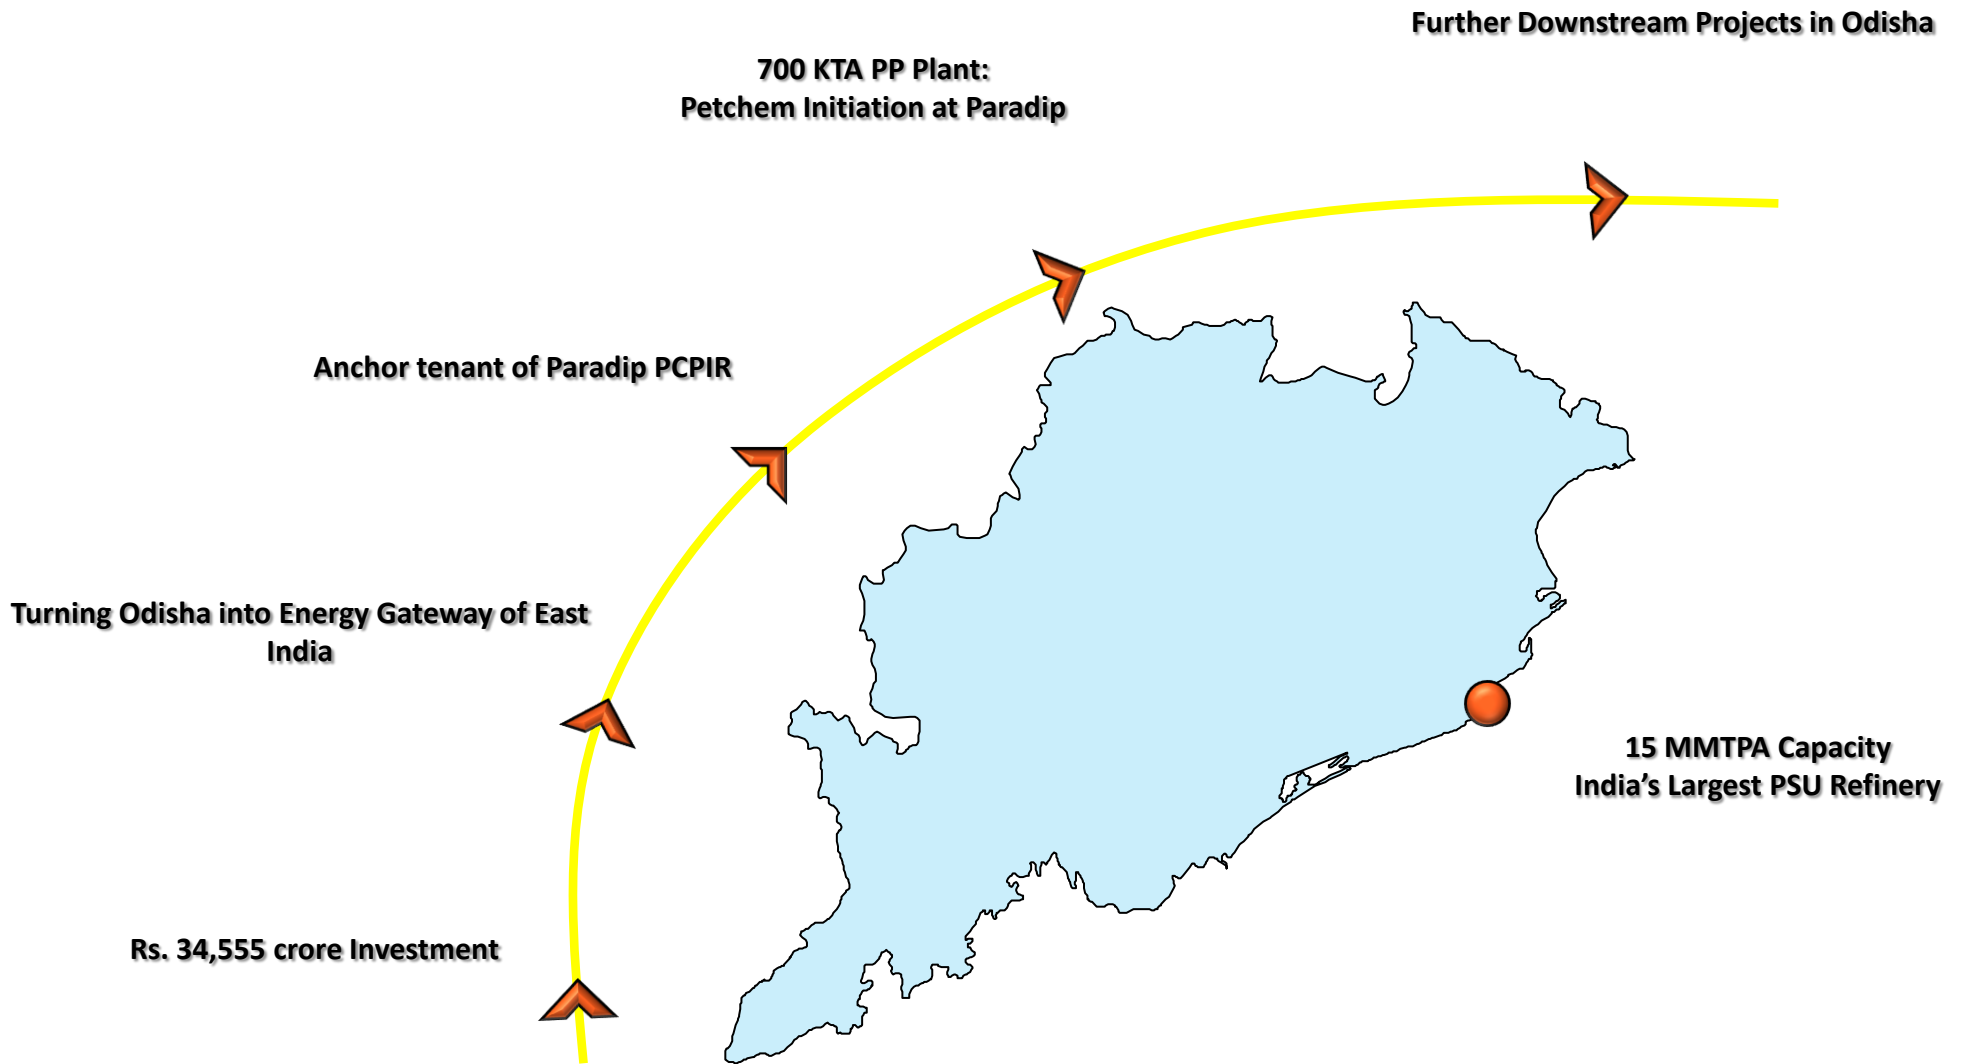 Further Downstream Projects in Odisha
700 KTA PP Plant:
Petchem Initiation at Paradip
Anchor tenant of Paradip PCPIR
Turning Odisha into Energy Gateway of East
India
15 MMTPA Capacity
India’s Largest PSU Refinery
Rs. 34,555 crore Investment